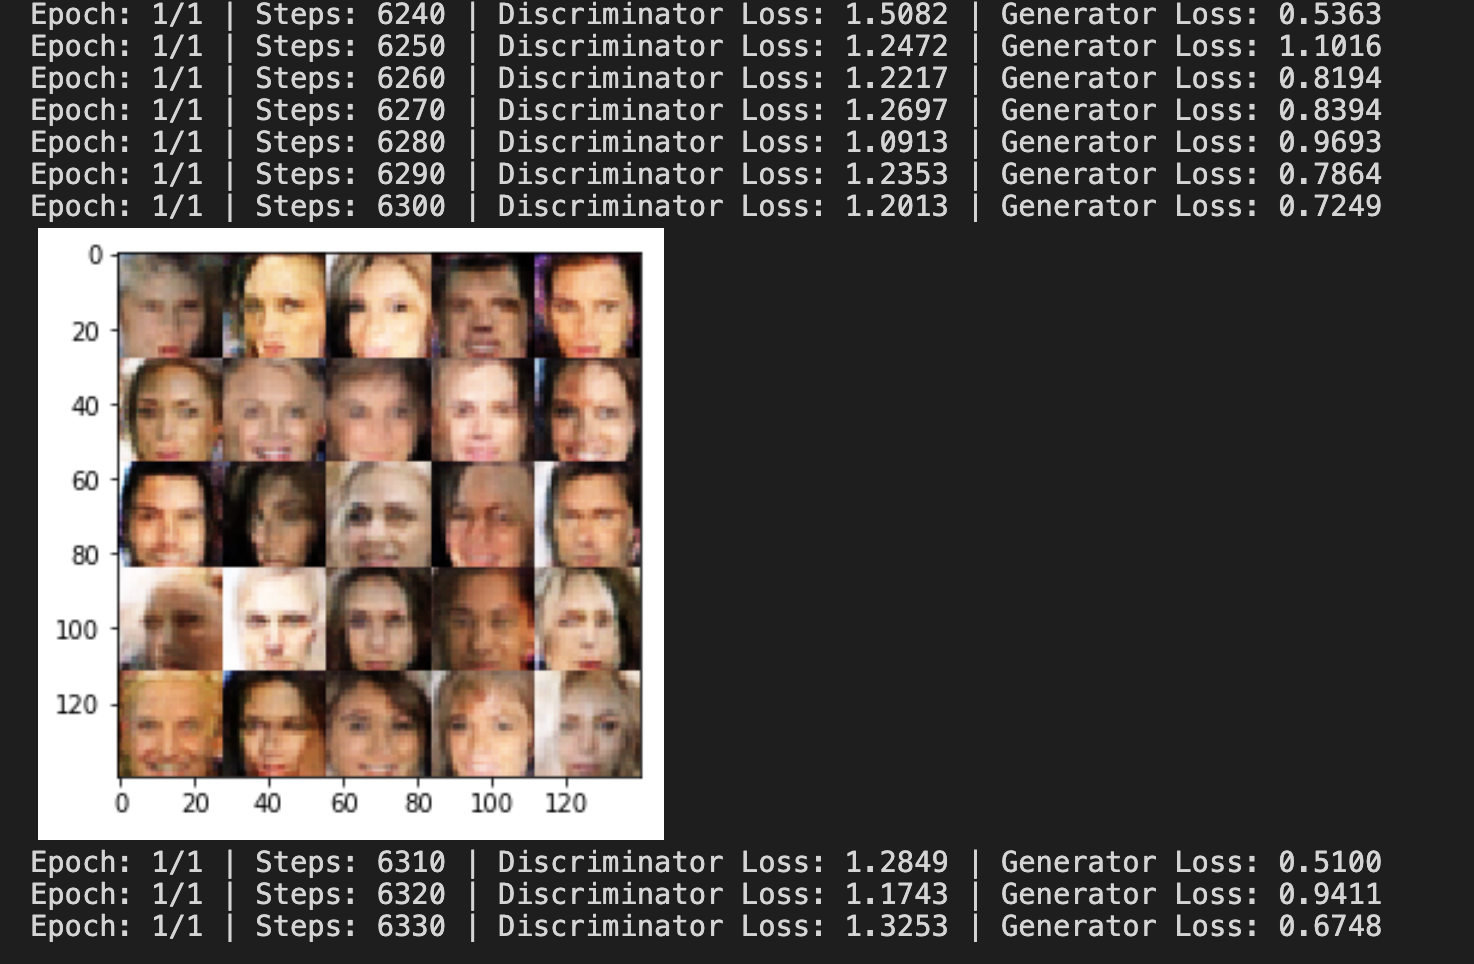 Epoch: 1/1 | Steps: 6240 | Discriminator Loss: 1.5082 | Generator Loss: 0.5363
Epoch: 1/1 | Steps: 6250 | Discriminator Loss: 1.2472 | Generator Loss: 1.1016
Epoch: 1/1 | Steps: 6260 | Discriminator Loss: 1.2217 | Generator Loss: 0.8194
Epoch: 1/1 | Steps: 6270 | Discriminator Loss: 1.2697 | Generator Loss: 0.8394
Epoch: 1/1 | Steps: 6280 | Discriminator Loss: 1.0913 | Generator Loss: 0.9693
Epoch: 1/1 | Steps: 6290 | Discriminator Loss: 1.2353 | Generator Loss: 0.7864
Epoch: 1/1 | Steps: 6300 | Discriminator Loss: 1.2013 | Generator Loss: 0.7249
0
20
40
60
80
100
120
0 20 40 60 80 100 120
Epoch: 1/1 | Steps: 6310 | Discriminator Loss: 1.2849 | Generator Loss: 0.5100
Epoch: 1/1 | Steps: 6320 | Discriminator Loss: 1.1743 | Generator Loss: 0.9411
Epoch: 1/1 | Steps: 6330 | Discriminator Loss: 1.3253 | Generator Loss: 0.6748